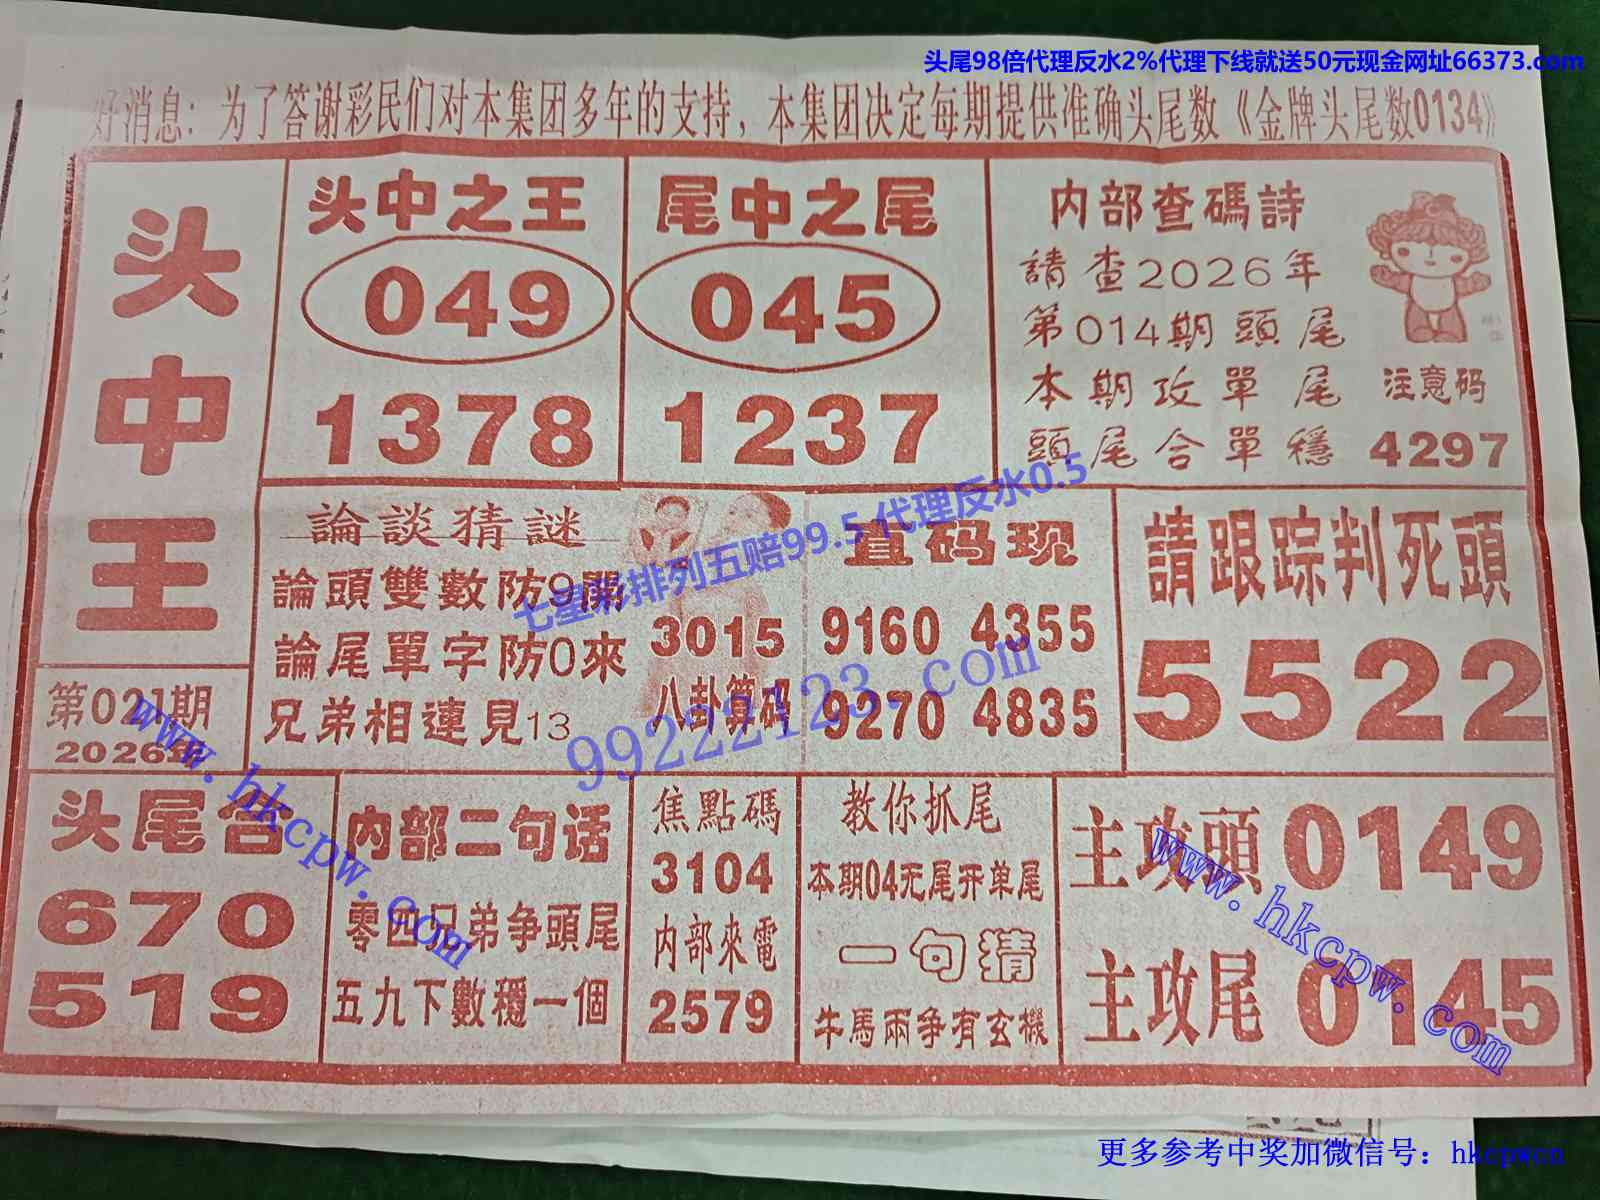 头尾98倍代理反水2%代理下线就送50元现金网址66373.com
好消息：为了答谢彩民们对本集团多年的支持，本集团决定每期提供准确头尾数《金牌头尾数0134》
头中王
第021期
2026年
头中之王
049
1378
尾中之尾
045
1237
内部查碼詩
請查2026年
第014期頭尾
本期攻單尾
頭尾合單穩
注意码
4297
論談猜謎
論頭雙數防9開
論尾單字防0來
兄弟相連見13
3015
八卦算码
直码现
9160 4355
9270 4835
請跟踪判死頭
5522
七星彩排列五赔99.5 代理反水0.5
99222123.com
头尾合
670
519
内部二句话
零四兄弟争頭尾
五九下數穩一個
焦點碼
3104
内部來電
2579
教你抓尾
本期04无尾开单尾
一句猜
牛馬兩争有玄機
主攻頭 0149
主攻尾 0145
www.hkcpw.com
www.hkcpw.com
更多参考中奖加微信号：hkcpwcn